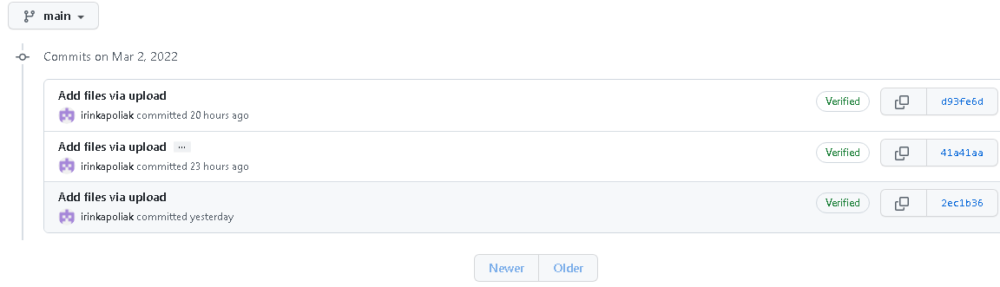 main
Commits on Mar 2, 2022
Add files via upload
irinkapoliak committed 20 hours ago
Verified
d93fe6d
Add files via upload ...
irinkapoliak committed 23 hours ago
Verified
41a41aa
Add files via upload
irinkapoliak committed yesterday
Verified
2ec1b36
Newer Older